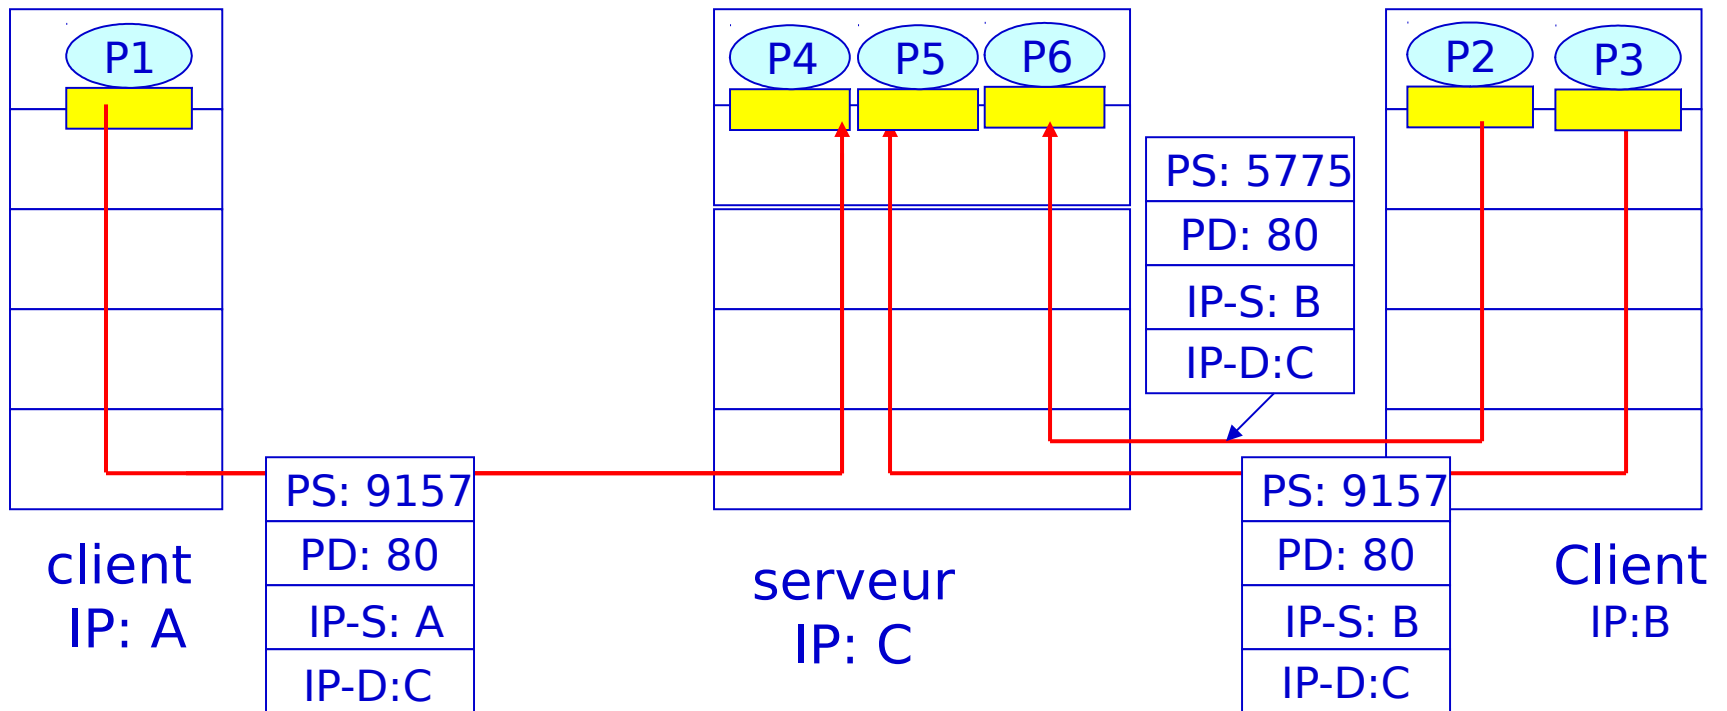 P1
P4
P5
P6
P2
P3
PS: 5775
PD: 80
IP-S: B
IP-D:C
PS: 9157
PD: 80
IP-S: A
IP-D:C
PS: 9157
PD: 80
IP-S: B
IP-D:C
client
IP: A
serveur
IP: C
Client
IP:B